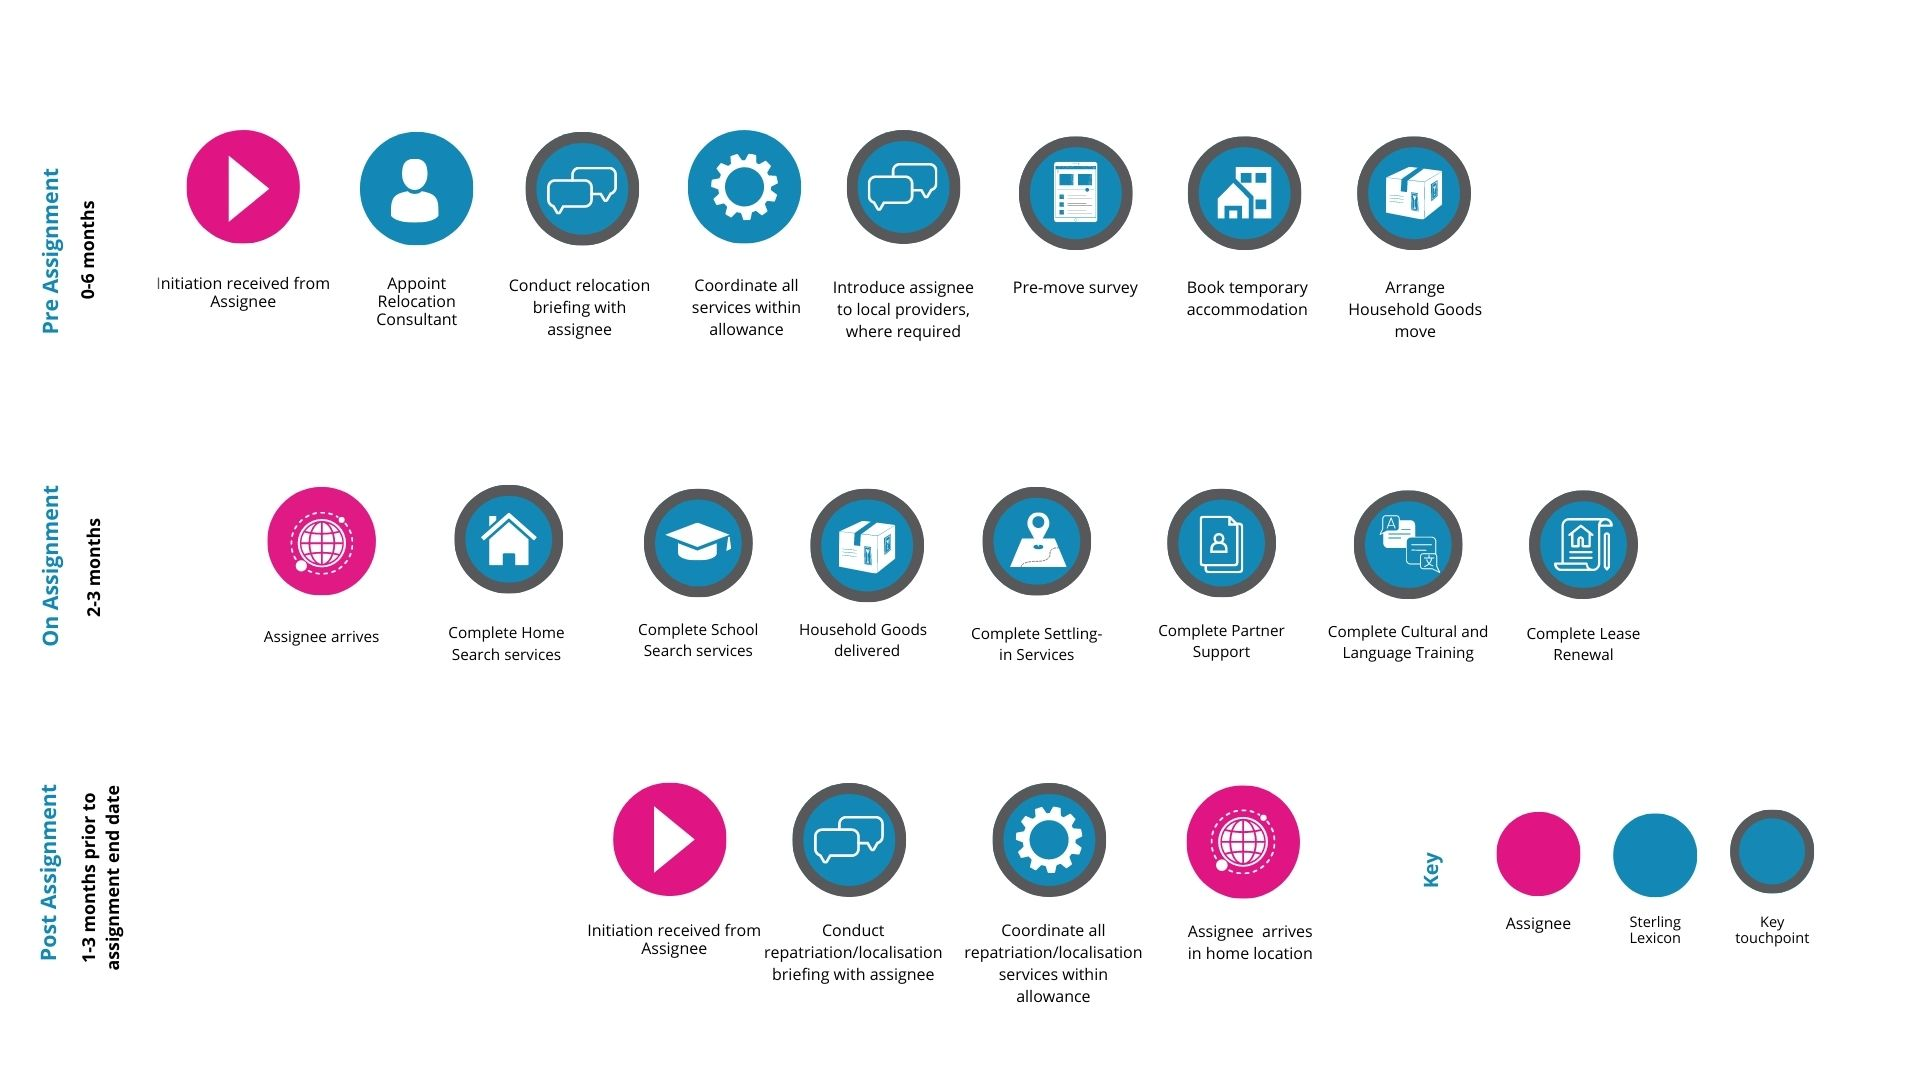 Pre Assignment
0-6 months
Initiation received from
Assignee
Appoint
Relocation
Consultant
Conduct relocation
briefing with
assignee
Coordinate all
services within
allowance
Introduce assignee
to local providers,
where required
Pre-move survey
Book temporary
accommodation
Arrange
Household Goods
move
On Assignment
2-3 months
Assignee arrives
Complete Home
Search services
Complete School
Search services
Household Goods
delivered
Complete Settling-
in Services
Complete Partner
Support
A
文
Complete Cultural and
Language Training
Complete Lease
Renewal
Post Assignment
1-3 months prior to
assignment end date
Initiation received from
Assignee
Conduct
repatriation/localisation
briefing with assignee
Coordinate all
repatriation/localisation
services within
allowance
Assignee arrives
in home location
Key
Assignee
Sterling
Lexicon
Key
touchpoint